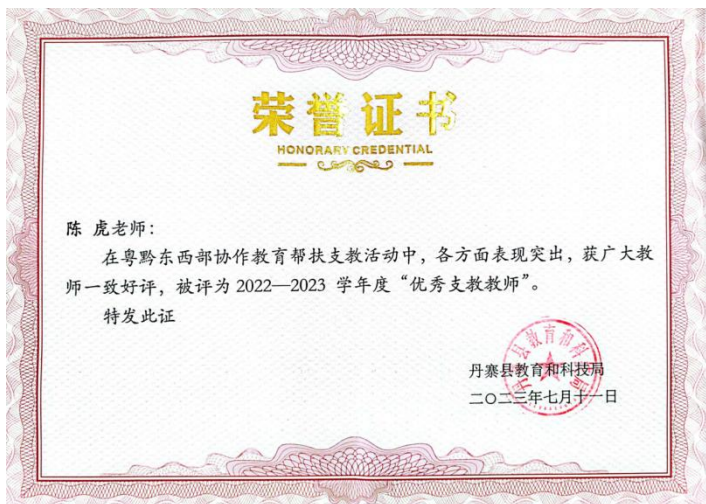 荣誉证书
HONORARY CREDENTIAL
陈 虎老师：
在粤黔东西部协作教育帮扶支教活动中，各方面表现突出，获广大教
师一致好评，被评为 2022—2023 学年度“优秀支教教师”。
特发此证
丹寨县教育和科技局
二〇二三年七月十一日